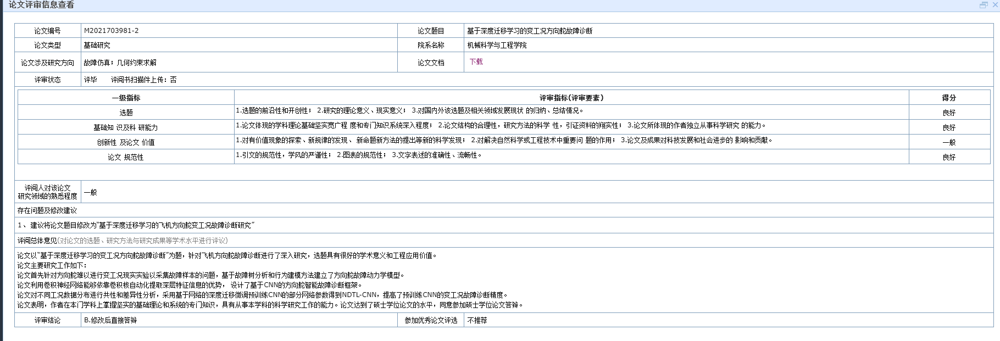 论文评审信息查看
论文编号 M2021703981-2 论文题目 基于深度迁移学习的变工况方向舵故障诊断
论文类型 基础研究 院系名称 机械科学与工程学院
论文涉及研究方向 故障仿真；几何约束求解 论文文档 下载
评审状态 评毕 评阅书扫描件上传：否
一级指标 评审指标(评审要素) 得分
选题 1.选题的前沿性和开创性； 2.研究的理论意义、现实意义； 3.对国内外该选题及相关领域发展现状 的归纳、总结情况。 良好
基础知 识及科 研能力 1.论文体现的学科理论基础坚实宽广程 度和专门知识系统深入程度； 2.论文结构的合理性，研究方法的科学 性，引证资料的翔实性； 3.论文所体现的作者独立从事科学研究 的能力。 良好
创新性 及论文 价值 1.对有价值现象的探索、新规律的发现、 新命题新方法的提出等新的科学发现； 2.对解决自然科学或工程技术中重要问 题的作用； 3.论文及成果对科技发展和社会进步的 影响和贡献。 一般
论文 规范性 1.引文的规范性，学风的严谨性； 2.图表的规范性； 3.文字表述的准确性、流畅性。 良好
评阅人对该论文
研究领域的熟悉程度 一般
存在问题及修改建议
1、 建议将论文题目修改为“基于深度迁移学习的飞机方向舵变工况故障诊断研究”
评阅总体意见(对论文的选题、研究方法与研究成果等学术水平进行评议)
论文以“基于深度迁移学习的变工况方向舵故障诊断”为题，针对飞机方向舵故障诊断进行了深入研究，选题具有很好的学术意义和工程应用价值。
论文主要研究工作如下：
论文首先针对方向舵难以进行变工况现实实验以采集故障样本的问题，基于故障树分析和行为建模方法建立了方向舵故障动力学模型。
论文利用卷积神经网络能够依靠卷积核自动化提取深层特征信息的优势， 设计了基于CNN的方向舵智能故障诊断框架。
论文对不同工况数据分布进行共性和差异性分析，采用基于网络的深度迁移微调预训练CNN的部分网络参数得到NDTL-CNN，提高了预训练CNN的变工况故障诊断精度。
论文表明，作者在本门学科上掌握坚实的基础理论和系统的专门知识，具有从事本学科的科学研究工作的能力。论文达到了硕士学位论文的水平，同意参加硕士学位论文答辩。
评审结论 B.修改后直接答辩 参加优秀论文评选 不推荐